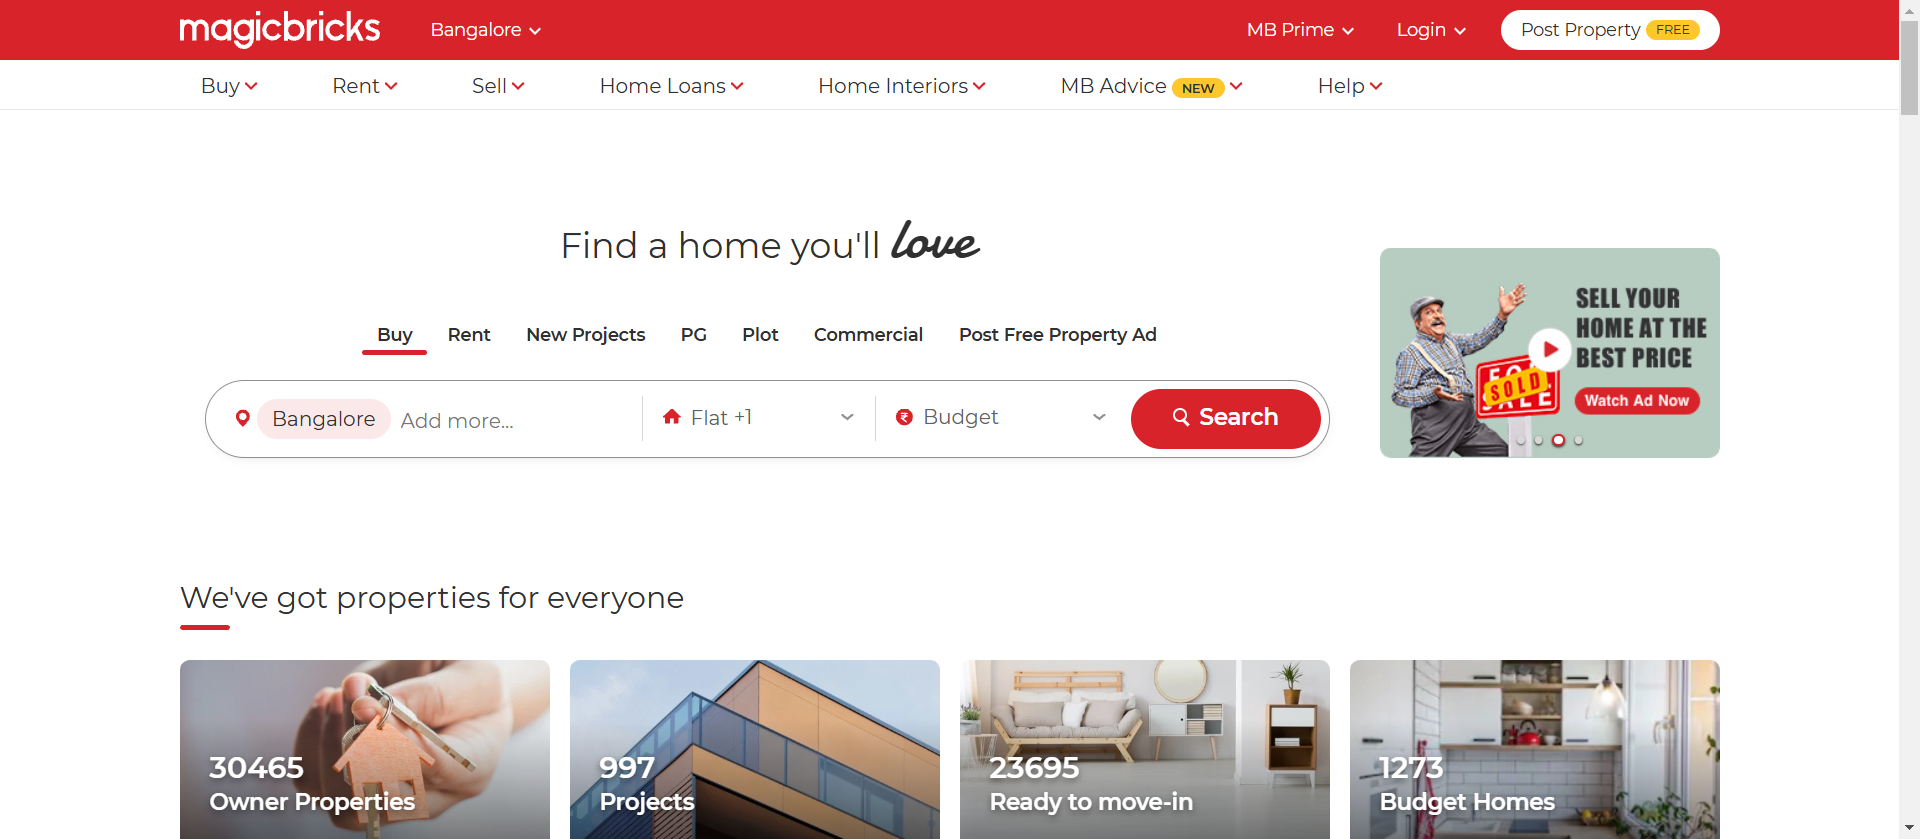 magicbricks
Bangalore
MB Prime
Login
Post Property FREE
Buy
Rent
Sell
Home Loans
Home Interiors
MB Advice NEW
Help
Find a home you'll love
Buy
Rent
New Projects
PG
Plot
Commercial
Post Free Property Ad
Bangalore
Add more...
Flat +1
Budget
Search
SELL YOUR
HOME AT THE
BEST PRICE
Watch Ad Now
FOR
SOLD
SALE
We've got properties for everyone
30465
Owner Properties
997
Projects
23695
Ready to move-in
1273
Budget Homes